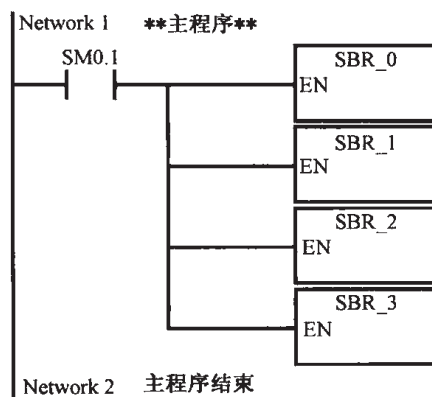 Network 1 **主程序**
SM0.1
SBR_0
EN
SBR_1
EN
SBR_2
EN
SBR_3
EN
Network 2 主程序结束